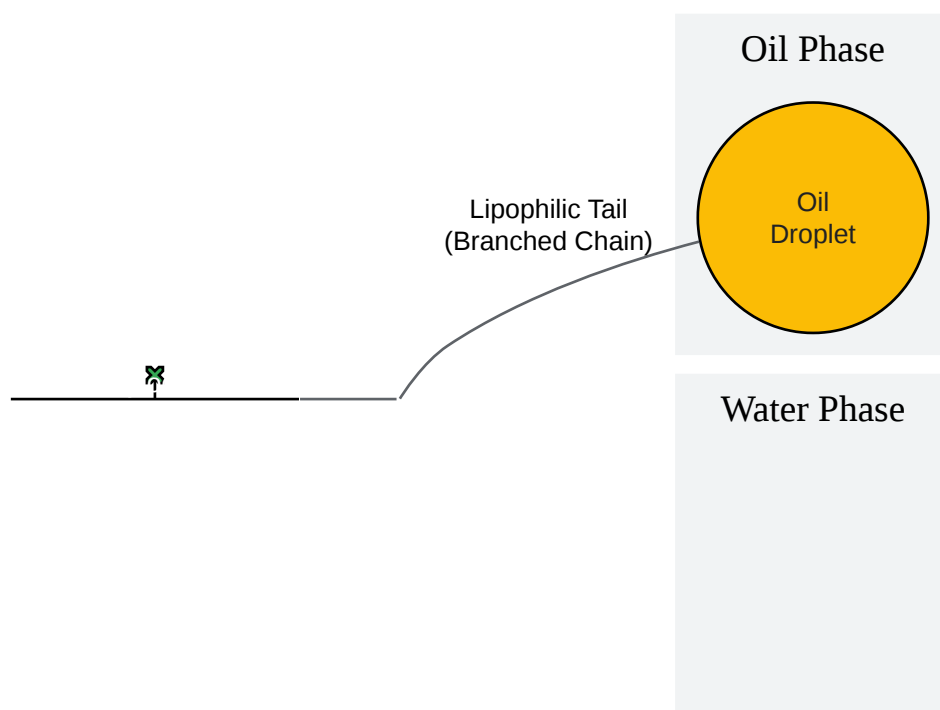 Oil Phase
Lipophilic Tail
(Branched Chain)
Oil
Droplet
Water Phase